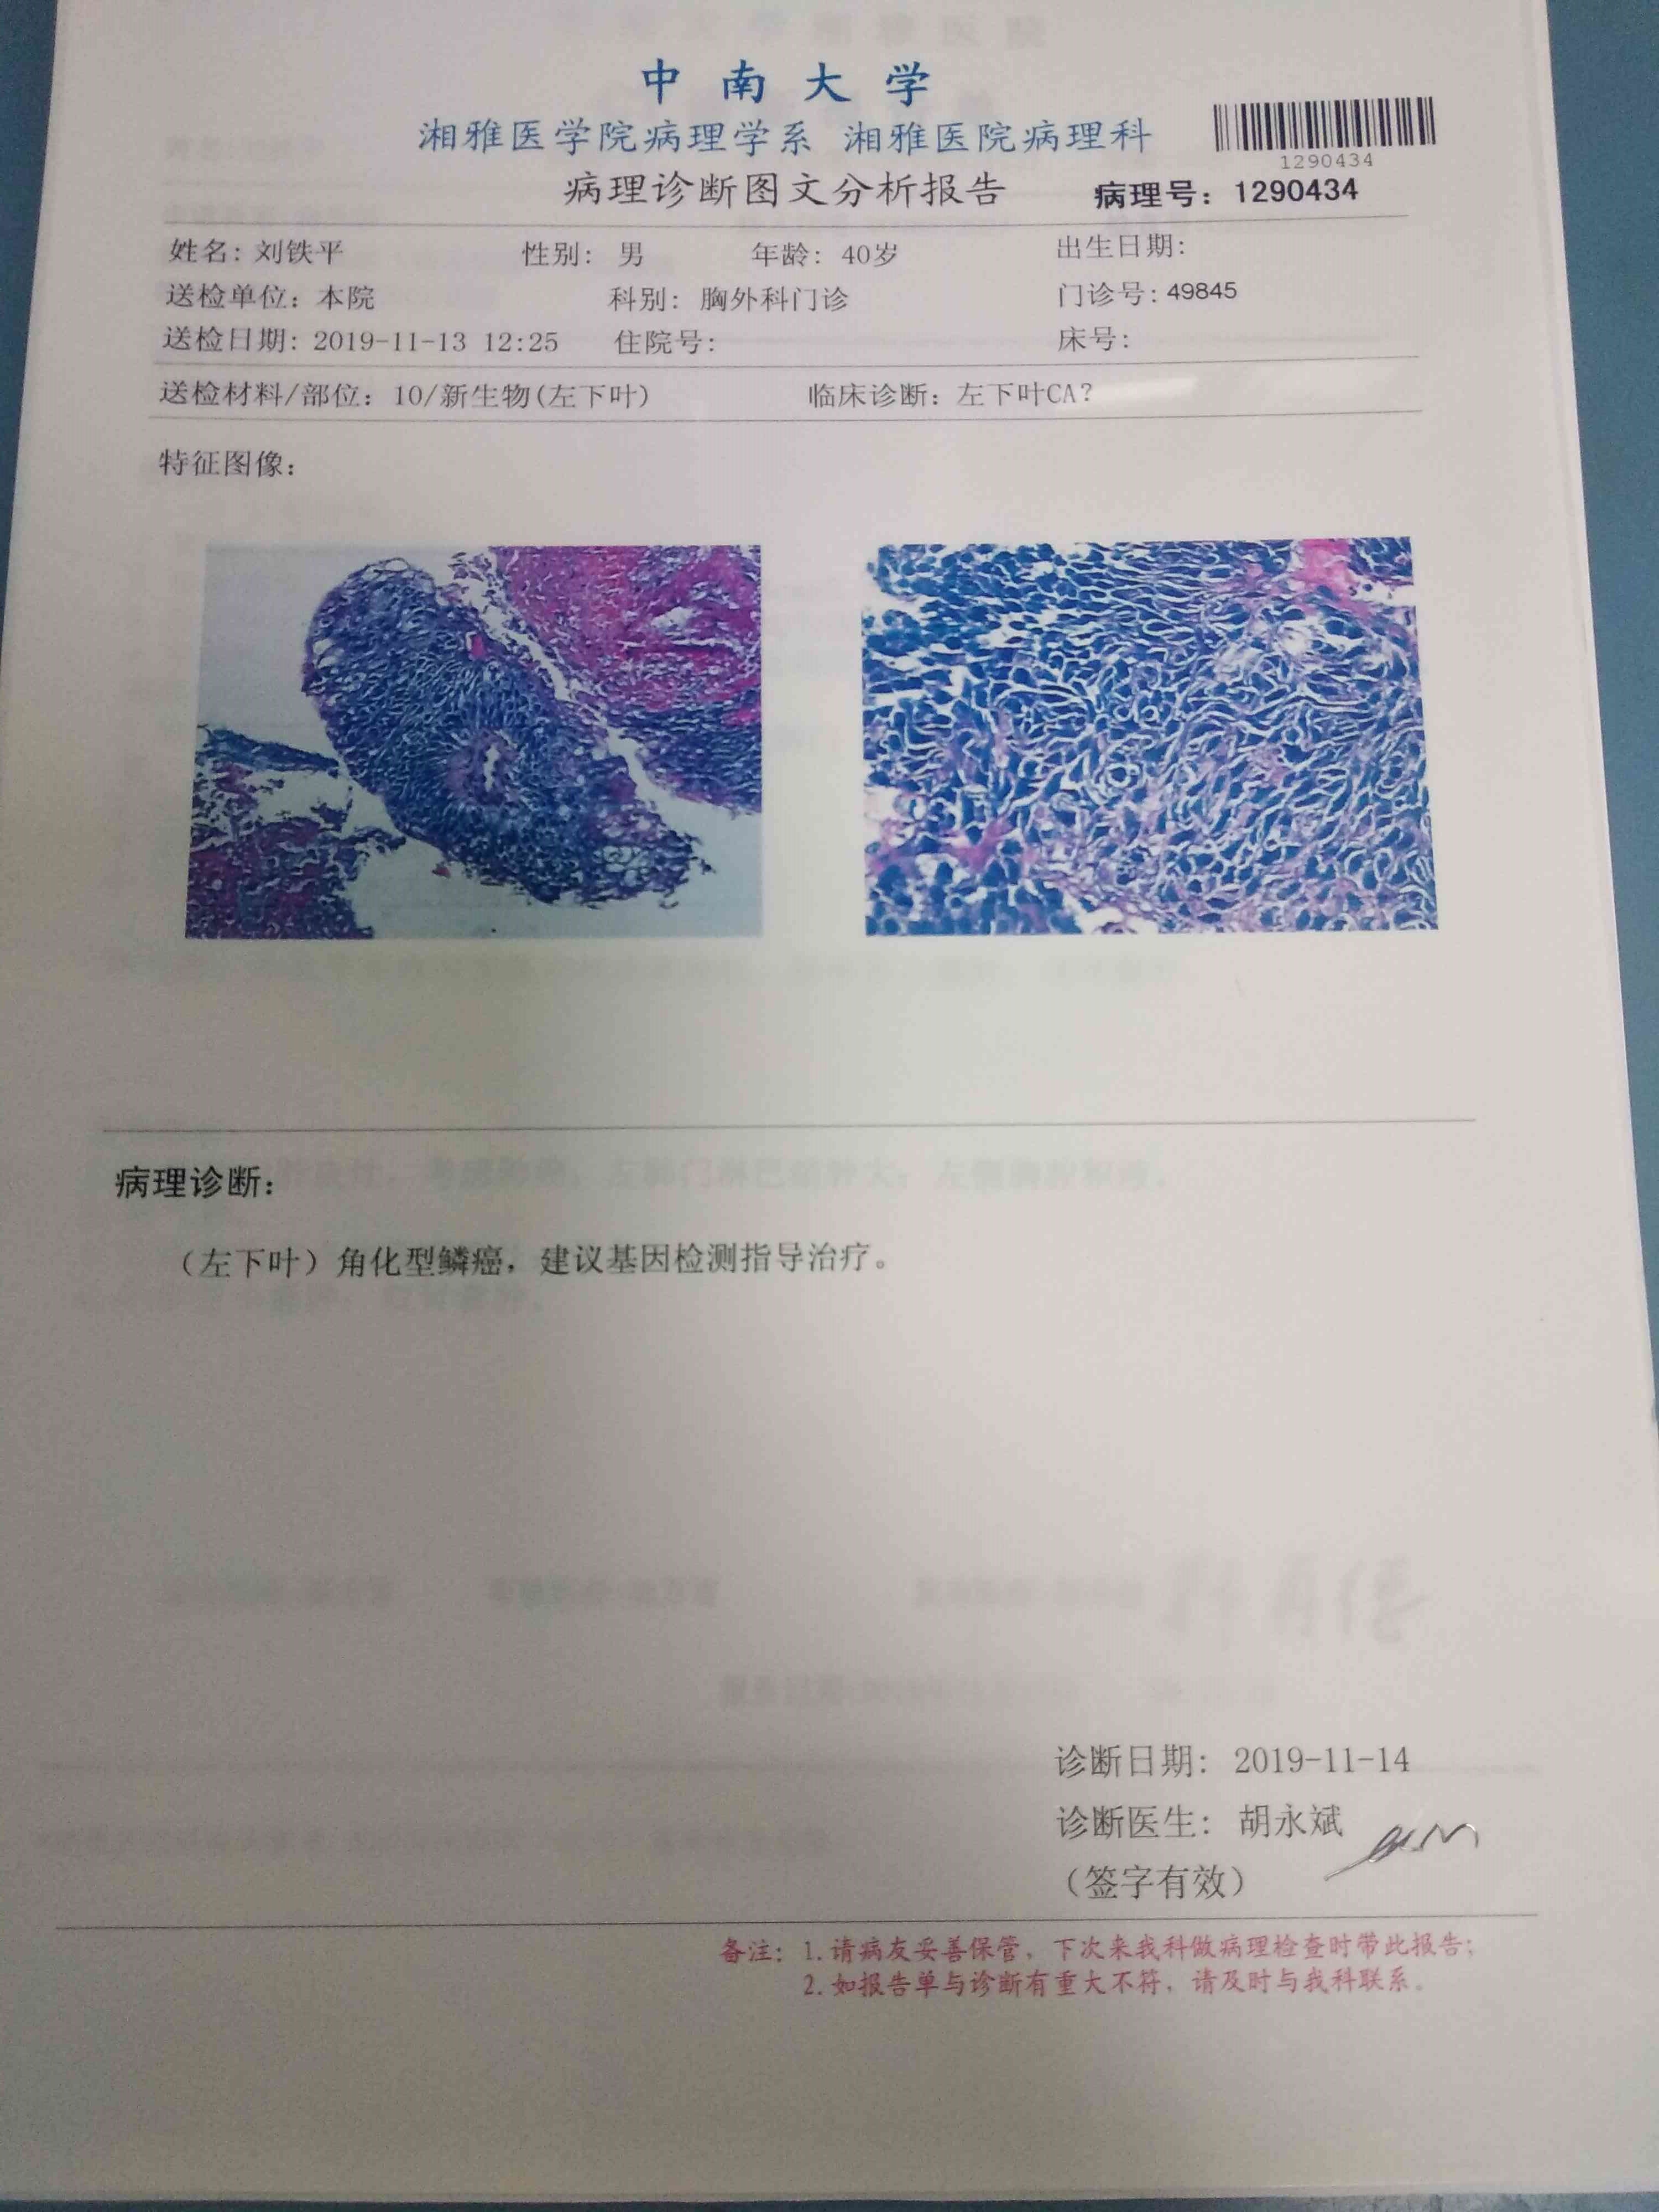 中南大学
湘雅医学院病理学系 湘雅医院病理科
1290434
病理诊断图文分析报告 病理号：1290434
姓名：刘铁平 性别：男 年龄：40岁 出生日期：
送检单位：本院 科别：胸外科门诊 门诊号：49845
送检日期：2019-11-13 12:25 住院号： 床号：
送检材料/部位：10/新生物(左下叶) 临床诊断：左下叶CA?
特征图像：
病理诊断：
（左下叶）角化型鳞癌，建议基因检测指导治疗。
诊断日期：2019-11-14
诊断医生：胡永斌
（签字有效）
备注：1.请病友妥善保管，下次来我科做病理检查时带此报告；
2.如报告单与诊断有重大不符，请及时与我科联系。